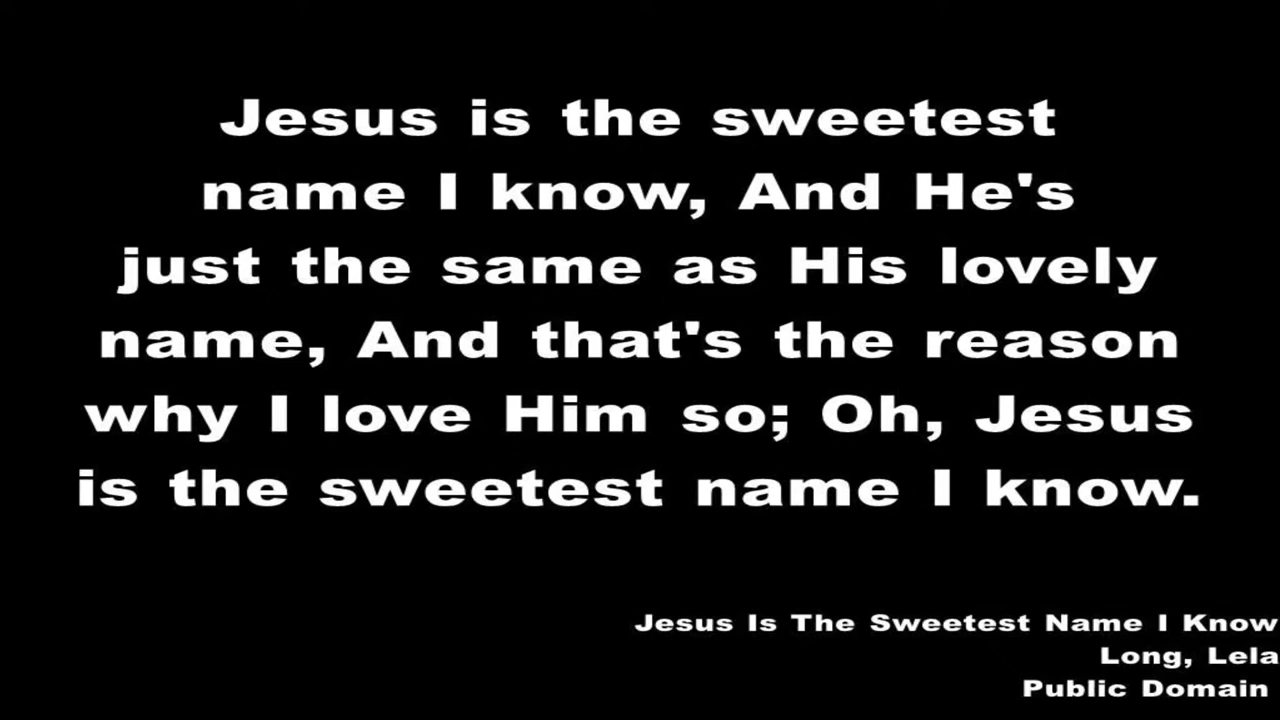 Jesus is the sweetest
name I know, And He's
just the same as His lovely
name, And that's the reason
why I love Him so; Oh, Jesus
is the sweetest name I know.
Jesus Is The Sweetest Name I Know
Long, Lela
Public Domain